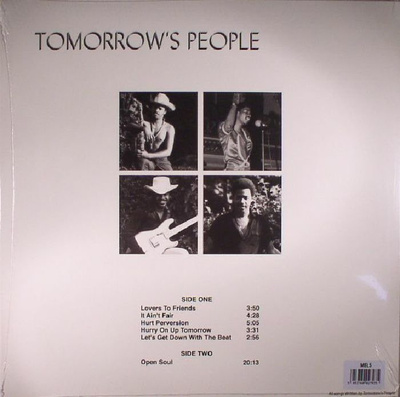 TOMORROW'S PEOPLE
SIDE ONE
Lovers To Friends 3:50
It Ain't Fair 4:28
Hurt Perversion 5:05
Hurry On Up Tomorrow 3:31
Let's Get Down With The Beat 2:56
SIDE TWO
Open Soul 20:13